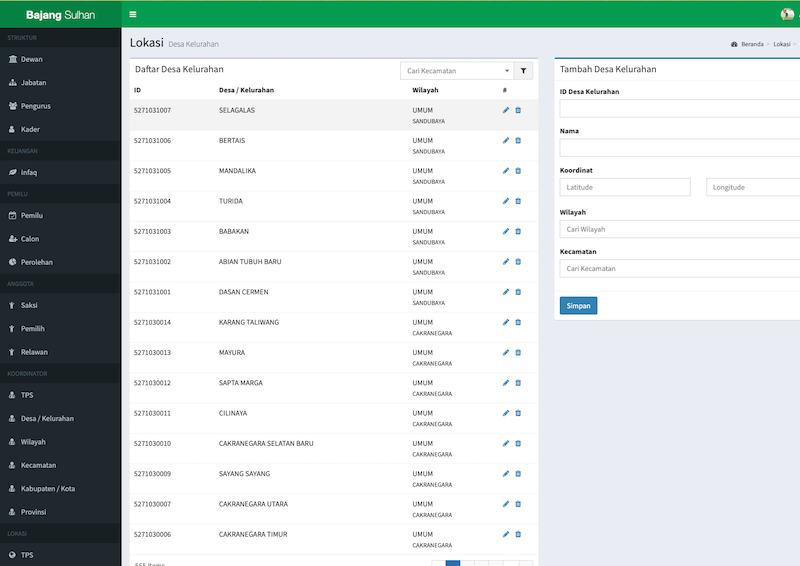 Bajang Sulhan
STRUKTUR
Dewan
Jabatan
Pengurus
Kader
KEUANGAN
Infaq
PEMILU
Pemilu
Calon
Perolehan
ANGGOTA
Saksi
Pemilih
Relawan
KOORDINATOR
TPS
Desa / Kelurahan
Wilayah
Kecamatan
Kabupaten / Kota
Provinsi
LOKASI
TPS
Lokasi Desa Kelurahan
Beranda > Lokasi >
Daftar Desa Kelurahan
Cari Kecamatan
ID Desa / Kelurahan Wilayah #
5271031007 SELAGALAS UMUM
SANDUBAYA
5271031006 BERTAIS UMUM
SANDUBAYA
5271031005 MANDALIKA UMUM
SANDUBAYA
5271031004 TURIDA UMUM
SANDUBAYA
5271031003 BABAKAN UMUM
SANDUBAYA
5271031002 ABIAN TUBUH BARU UMUM
SANDUBAYA
5271031001 DASAN CERMEN UMUM
SANDUBAYA
5271030014 KARANG TALIWANG UMUM
CAKRANEGARA
5271030013 MAYURA UMUM
CAKRANEGARA
5271030012 SAPTA MARGA UMUM
CAKRANEGARA
5271030011 CILINAYA UMUM
CAKRANEGARA
5271030010 CAKRANEGARA SELATAN BARU UMUM
CAKRANEGARA
5271030009 SAYANG SAYANG UMUM
CAKRANEGARA
5271030007 CAKRANEGARA UTARA UMUM
CAKRANEGARA
5271030006 CAKRANEGARA TIMUR UMUM
CAKRANEGARA
Tambah Desa Kelurahan
ID Desa Kelurahan
Nama
Koordinat
Latitude Longitude
Wilayah
Cari Wilayah
Kecamatan
Cari Kecamatan
Simpan